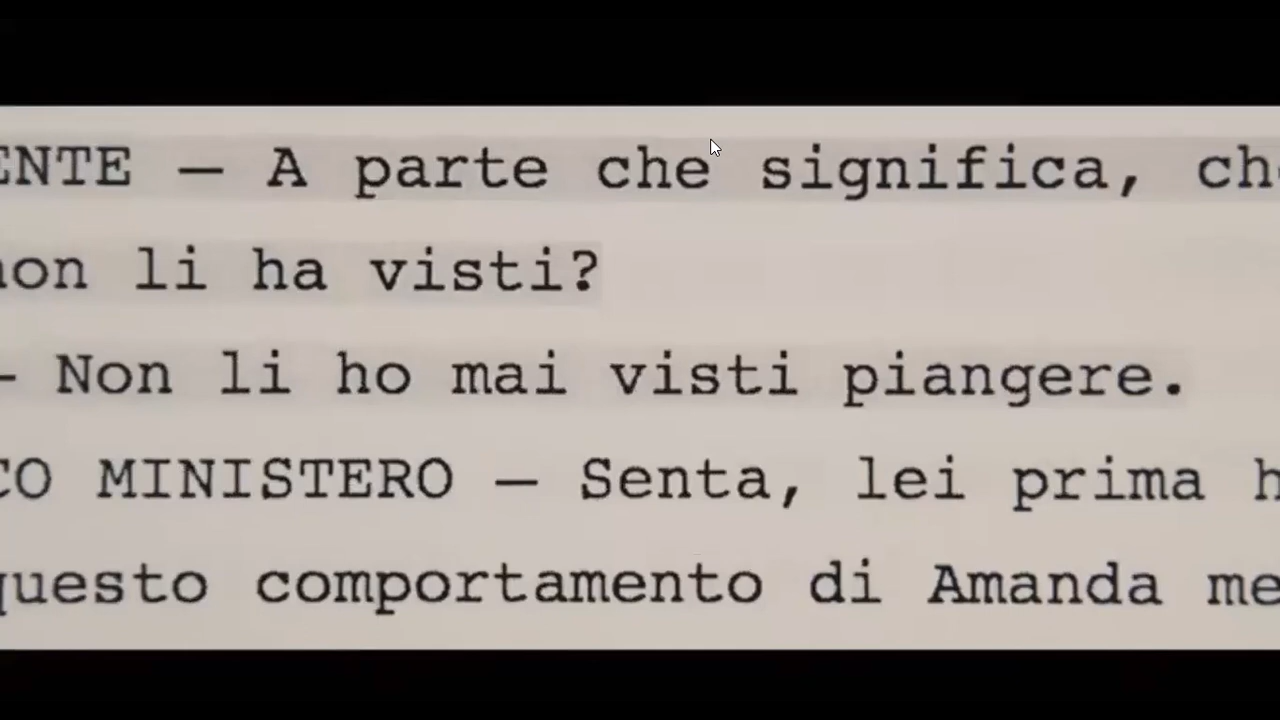 ENTE – A parte che significa, ch
non li ha visti?
– Non li ho mai visti piangere.
CO MINISTERO – Senta, lei prima h
questo comportamento di Amanda me